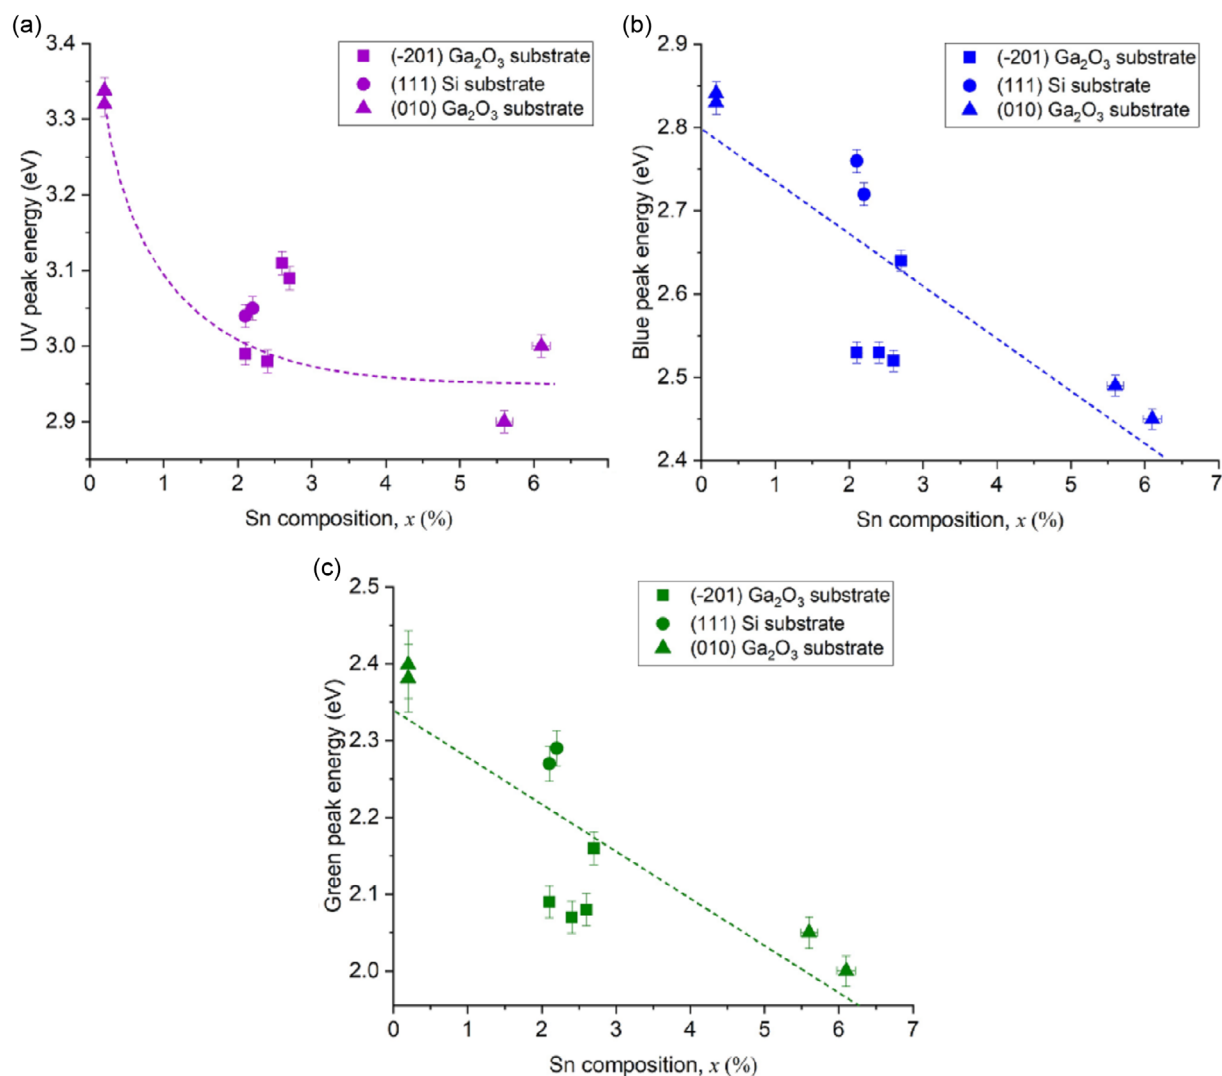 (a)
3.4
3.3
3.2
3.1
3.0
2.9
UV peak energy (eV)
(-201) Ga₂O₃ substrate
(111) Si substrate
(010) Ga₂O₃ substrate
0 1 2 3 4 5 6
Sn composition, x (%)
(b)
2.9
2.8
2.7
2.6
2.5
2.4
Blue peak energy (eV)
(-201) Ga₂O₃ substrate
(111) Si substrate
(010) Ga₂O₃ substrate
0 1 2 3 4 5 6 7
Sn composition, x (%)
(c)
2.5
2.4
2.3
2.2
2.1
2.0
Green peak energy (eV)
(-201) Ga₂O₃ substrate
(111) Si substrate
(010) Ga₂O₃ substrate
0 1 2 3 4 5 6 7
Sn composition, x (%)